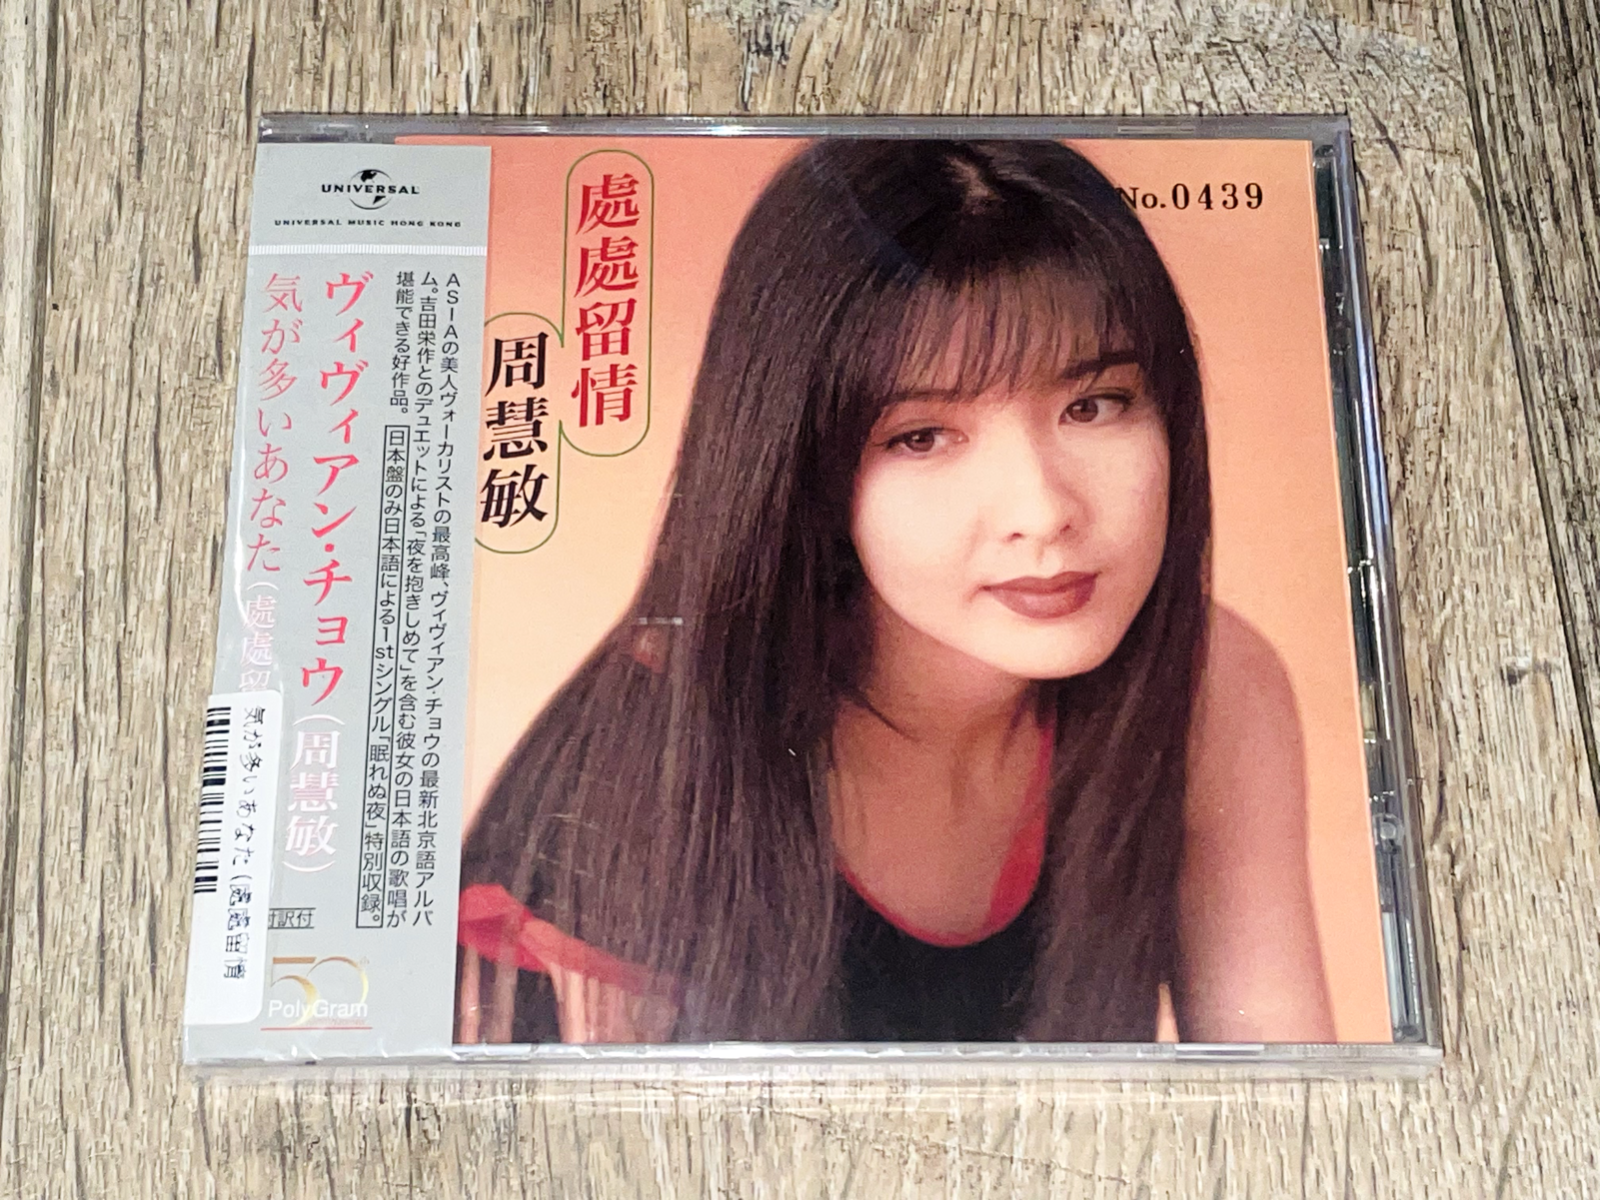 UNIVERSAL
UNIVERSAL MUSIC HONG KONG
ASIAの美人ヴォーカリストの最高峰、ヴィヴィアン・チョウの最新北京語アルバ
ム。吉田栄作とのデュエットによる「夜を抱きしめて」を含む彼女の日本語の歌唱が
堪能できる好作品。日本盤のみ日本語による1stシングル「眠れぬ夜」特別収録。
ヴィヴィアン・チョウ(周慧敏)
気が多いあなた(處處留
訳付
50th
PolyGram
気が多いあなた(處處留情
處處留情
周慧敏
No.0439